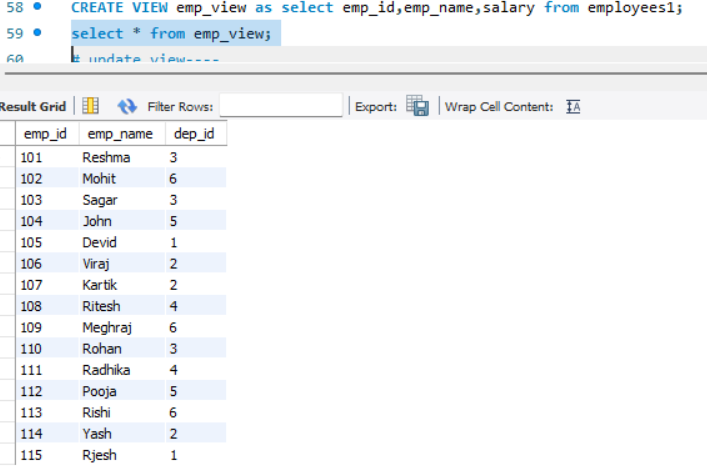 58 CREATE VIEW emp_view as select emp_id,emp_name,salary from employees1;
59 select * from emp_view;
60 # update view----
Result Grid Filter Rows: Export: Wrap Cell Content:
emp_id emp_name dep_id
101 Reshma 3
102 Mohit 6
103 Sagar 3
104 John 5
105 Devid 1
106 Viraj 2
107 Kartik 2
108 Ritesh 4
109 Meghraj 6
110 Rohan 3
111 Radhika 4
112 Pooja 5
113 Rishi 6
114 Yash 2
115 Rjesh 1